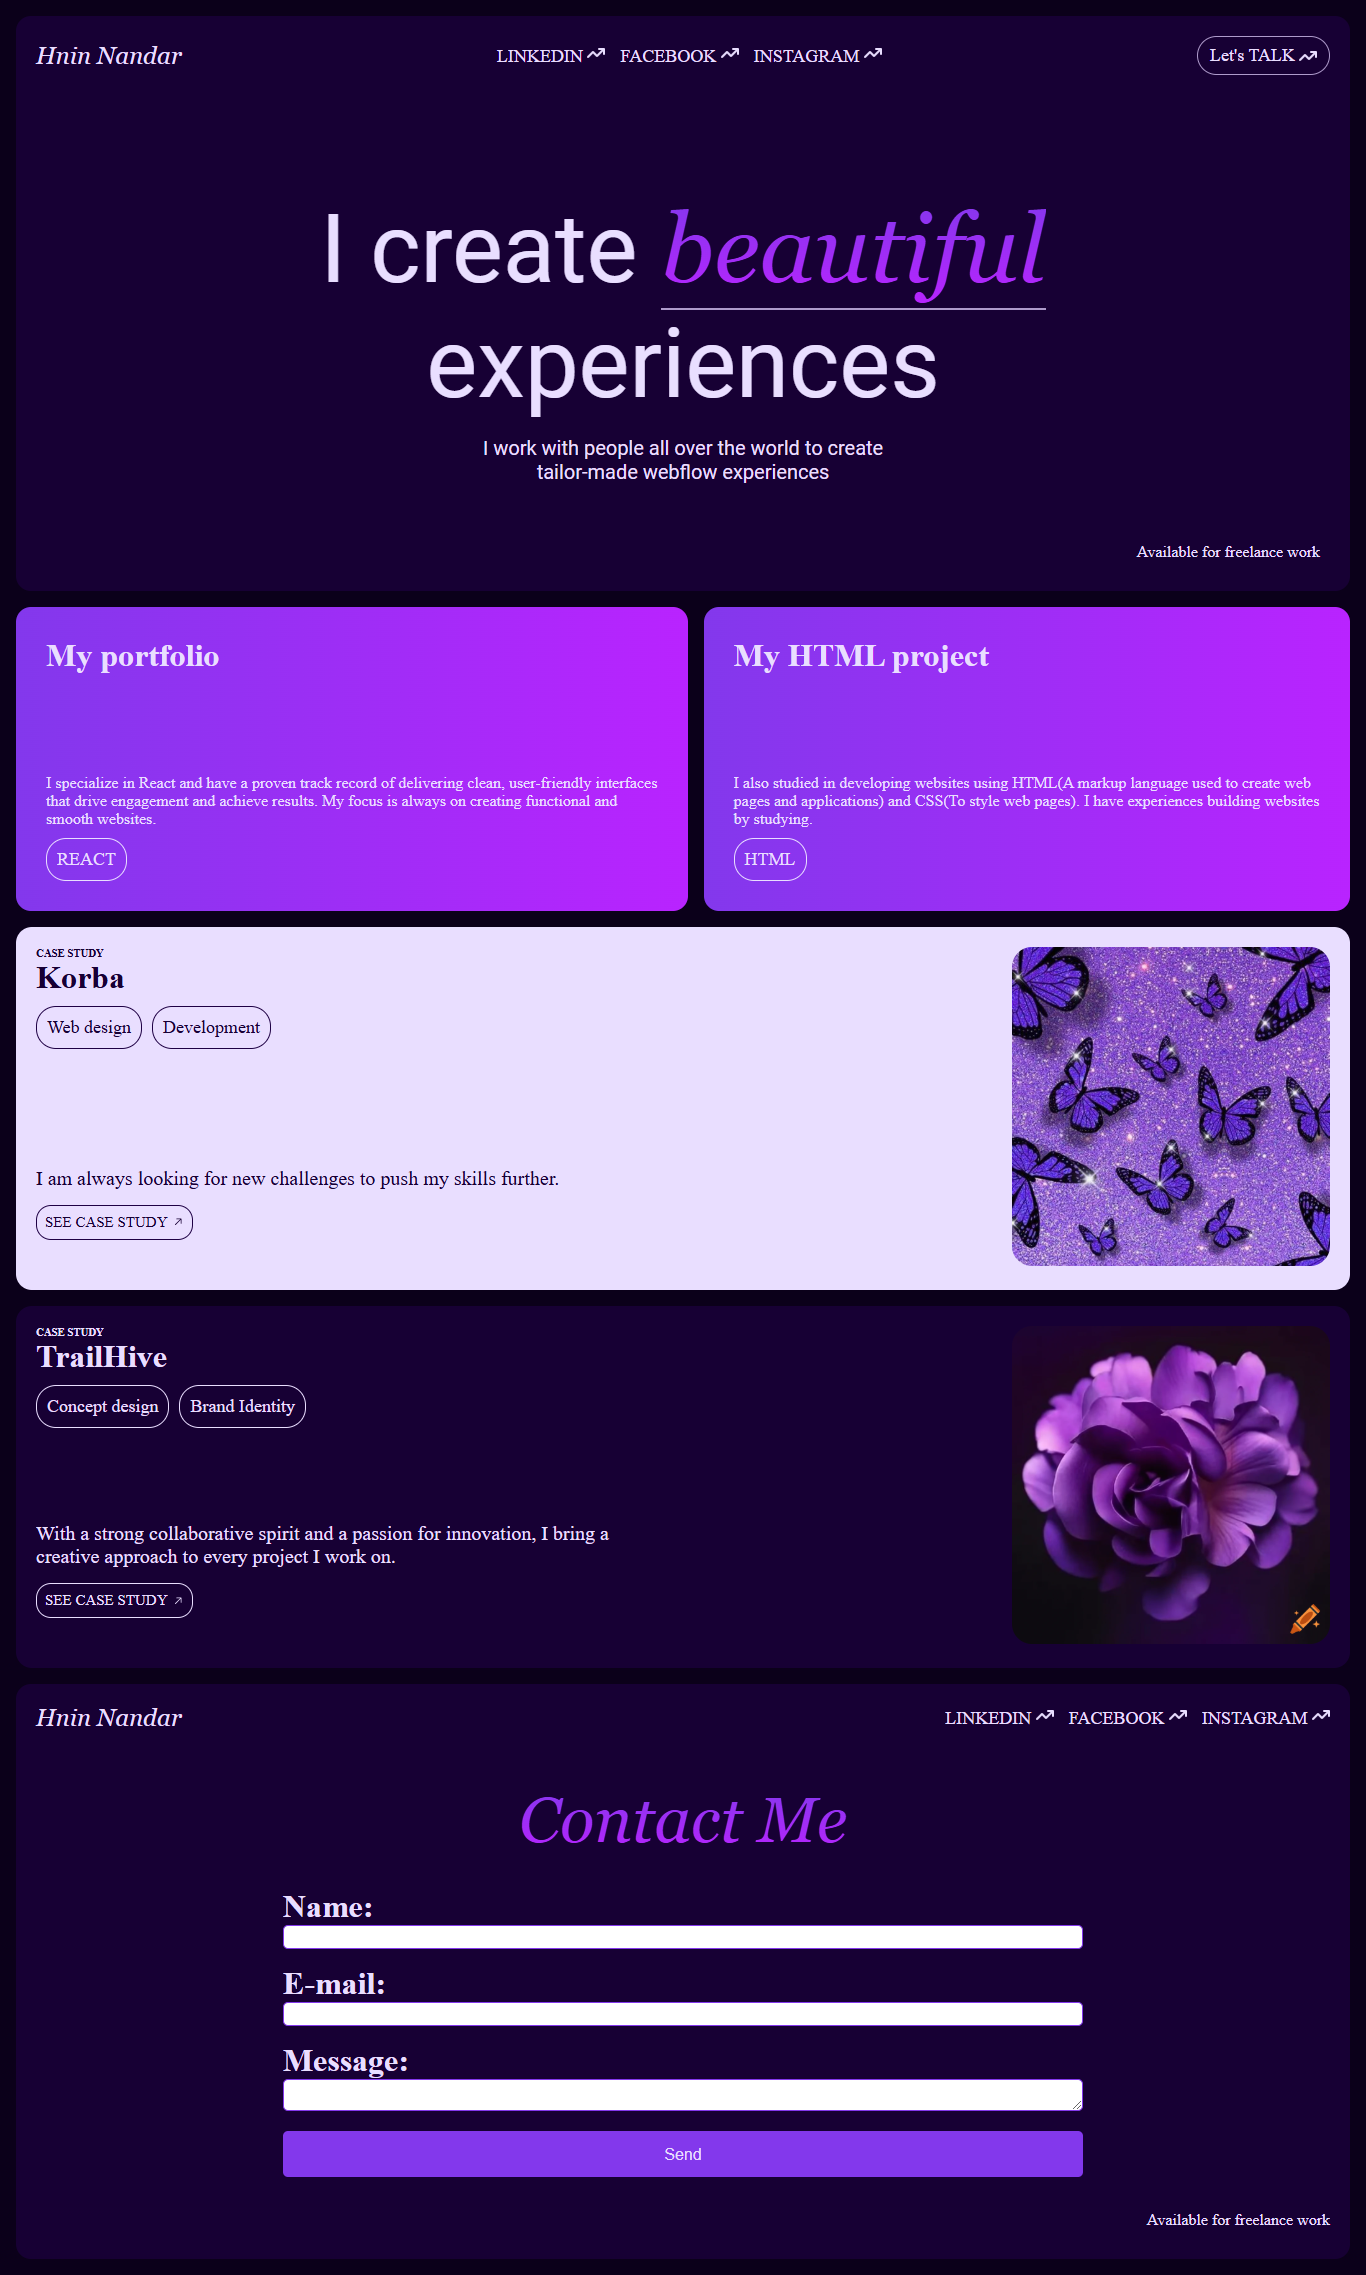 Hnin Nandar
LINKEDIN FACEBOOK INSTAGRAM
Let's TALK
I create beautiful
experiences
I work with people all over the world to create
tailor-made webflow experiences
Available for freelance work
My portfolio
I specialize in React and have a proven track record of delivering clean, user-friendly interfaces
that drive engagement and achieve results. My focus is always on creating functional and
smooth websites.
REACT
My HTML project
I also studied in developing websites using HTML(A markup language used to create web
pages and applications) and CSS(To style web pages). I have experiences building websites
by studying.
HTML
CASE STUDY
Korba
Web design Development
I am always looking for new challenges to push my skills further.
SEE CASE STUDY
CASE STUDY
TrailHive
Concept design Brand Identity
With a strong collaborative spirit and a passion for innovation, I bring a
creative approach to every project I work on.
SEE CASE STUDY
Hnin Nandar
LINKEDIN FACEBOOK INSTAGRAM
Contact Me
Name:
E-mail:
Message:
Send
Available for freelance work